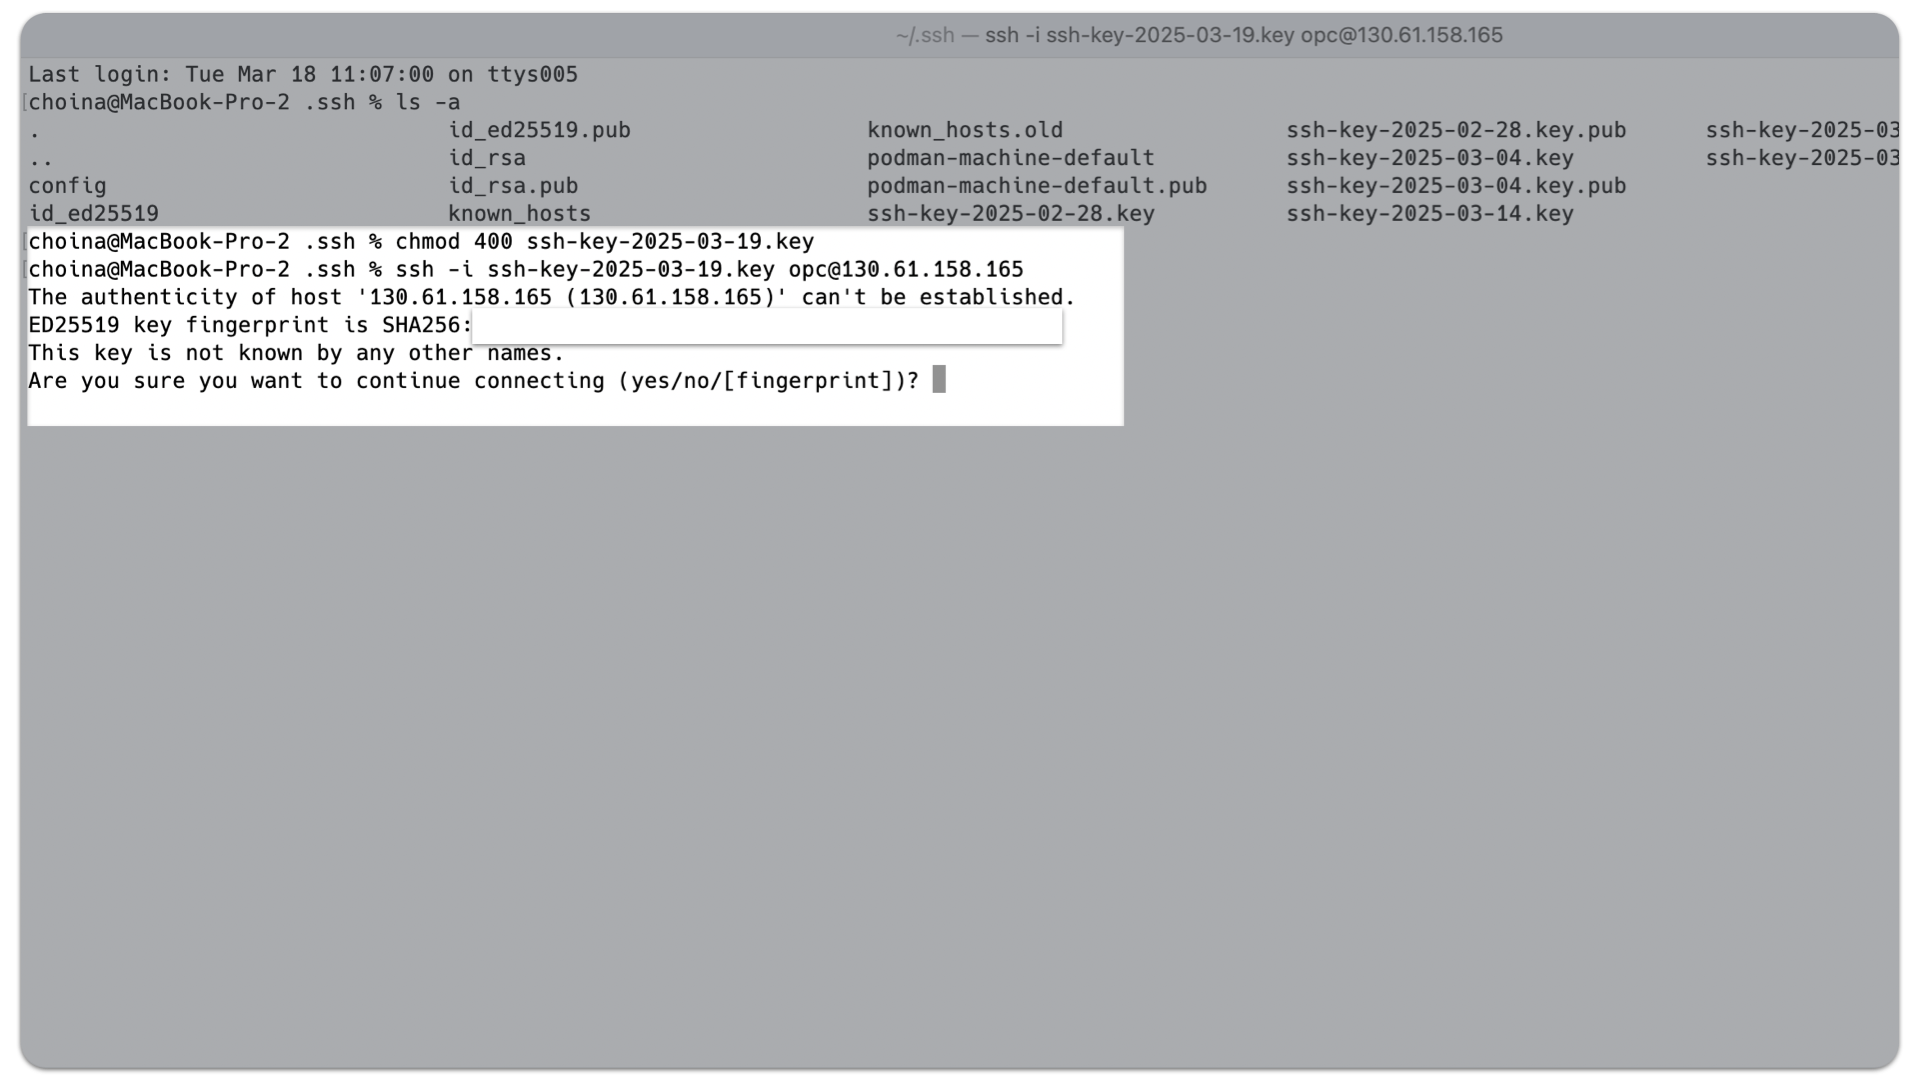 ~/.ssh — ssh -i ssh-key-2025-03-19.key opc@130.61.158.165
Last login: Tue Mar 18 11:07:00 on ttys005
[choina@MacBook-Pro-2 .ssh % ls -a
. id_ed25519.pub known_hosts.old ssh-key-2025-02-28.key.pub ssh-key-2025-03
.. id_rsa podman-machine-default ssh-key-2025-03-04.key ssh-key-2025-03
config id_rsa.pub podman-machine-default.pub ssh-key-2025-03-04.key.pub
id_ed25519 known_hosts ssh-key-2025-02-28.key ssh-key-2025-03-14.key
[choina@MacBook-Pro-2 .ssh % chmod 400 ssh-key-2025-03-19.key
[choina@MacBook-Pro-2 .ssh % ssh -i ssh-key-2025-03-19.key opc@130.61.158.165
The authenticity of host '130.61.158.165 (130.61.158.165)' can't be established.
ED25519 key fingerprint is SHA256:
This key is not known by any other names.
Are you sure you want to continue connecting (yes/no/[fingerprint])?